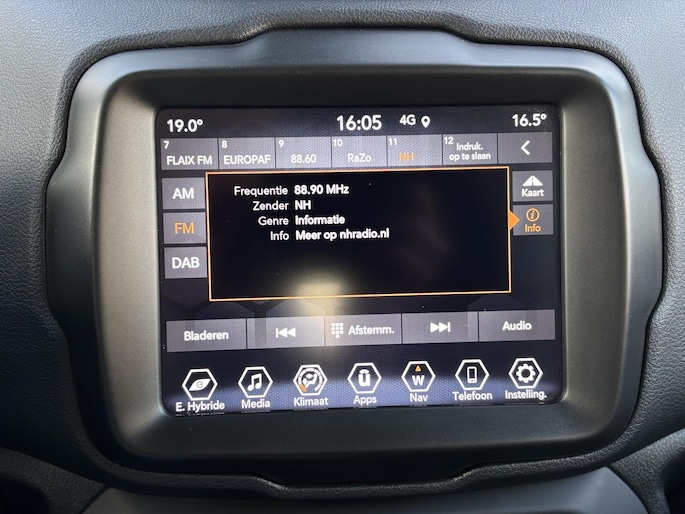 19.0° 16:05 4G 16.5°
7 8 9 10 11 12
FLAIX FM EUROPAF 88.60 RaZo NH Indruk. op te slaan
AM
FM
DAB
Frequentie 88.90 MHz
Zender NH
Genre Informatie
Info Meer op nhradio.nl
Kaart
Info
Bladeren Afstemm. Audio
E. Hybride Media Klimaat Apps Nav Telefoon Instelling.
W